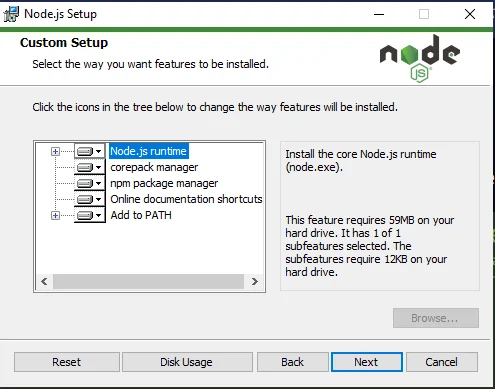 Node.js Setup
Custom Setup
Select the way you want features to be installed.
node
JS
Click the icons in the tree below to change the way features will be installed.
Node.js runtime
corepack manager
npm package manager
Online documentation shortcuts
Add to PATH
Install the core Node.js runtime
(node.exe).
This feature requires 59MB on your
hard drive. It has 1 of 1
subfeatures selected. The
subfeatures require 12KB on your
hard drive.
Browse...
Reset
Disk Usage
Back
Next
Cancel